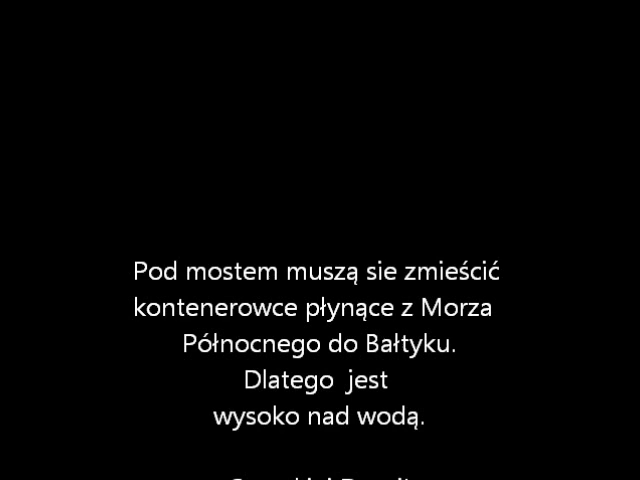 Pod mostem muszą sie zmieścić
kontenerowce płynące z Morza
Północnego do Bałtyku.
Dlatego  jest
wysoko nad wodą.